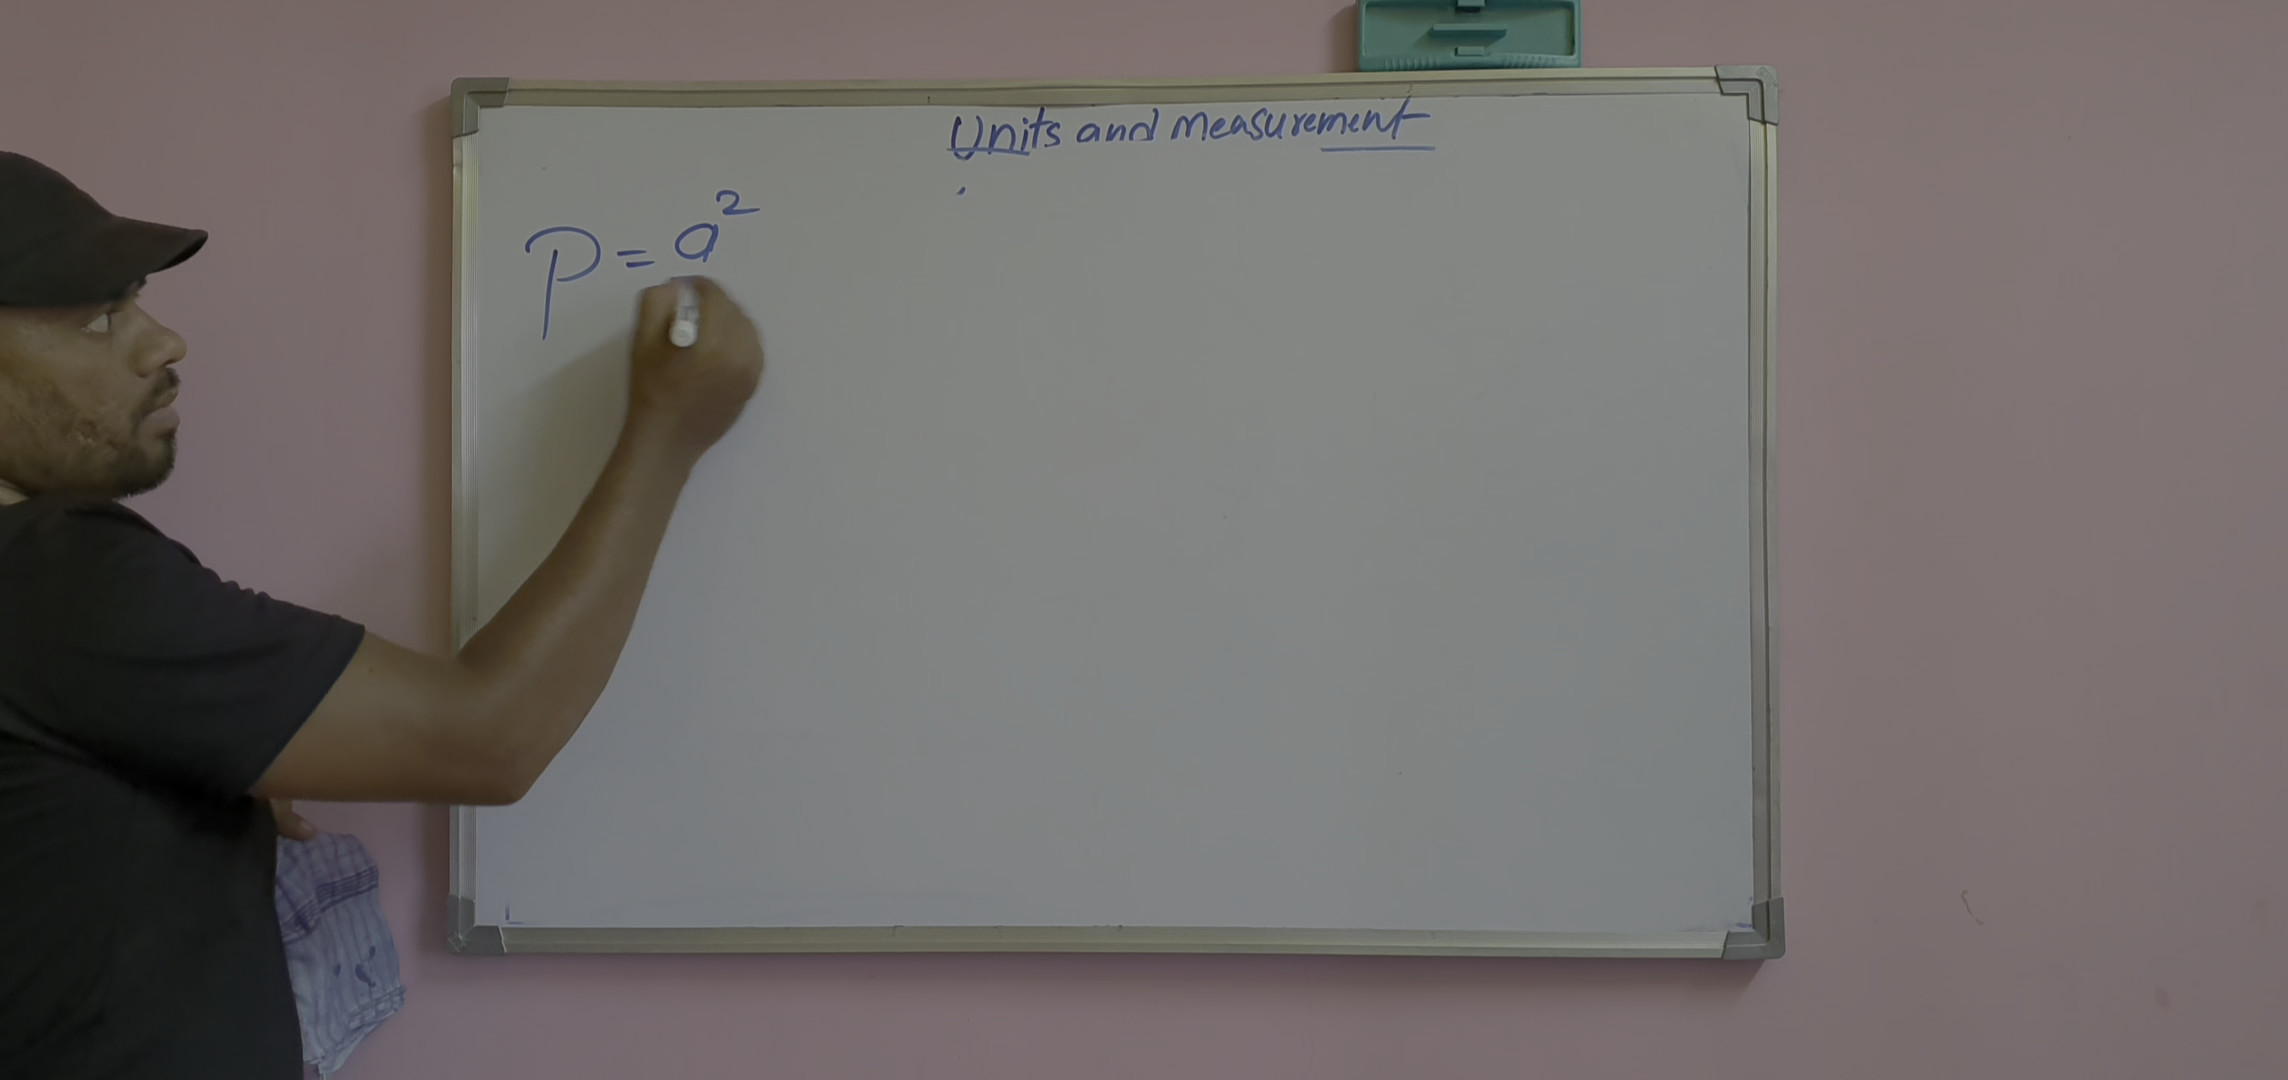 Units and measurement
P = a²